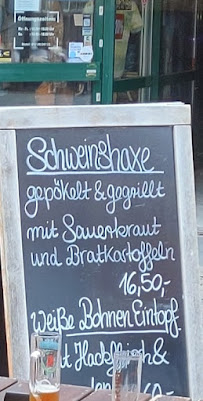 Öffnungszeiten
Schweinshaxe
gepökelt & gegrillt
mit Sauerkraut
und Bratkartoffeln
16,50,-
Weiße Bohnen Eintopf
Hackfleisch &